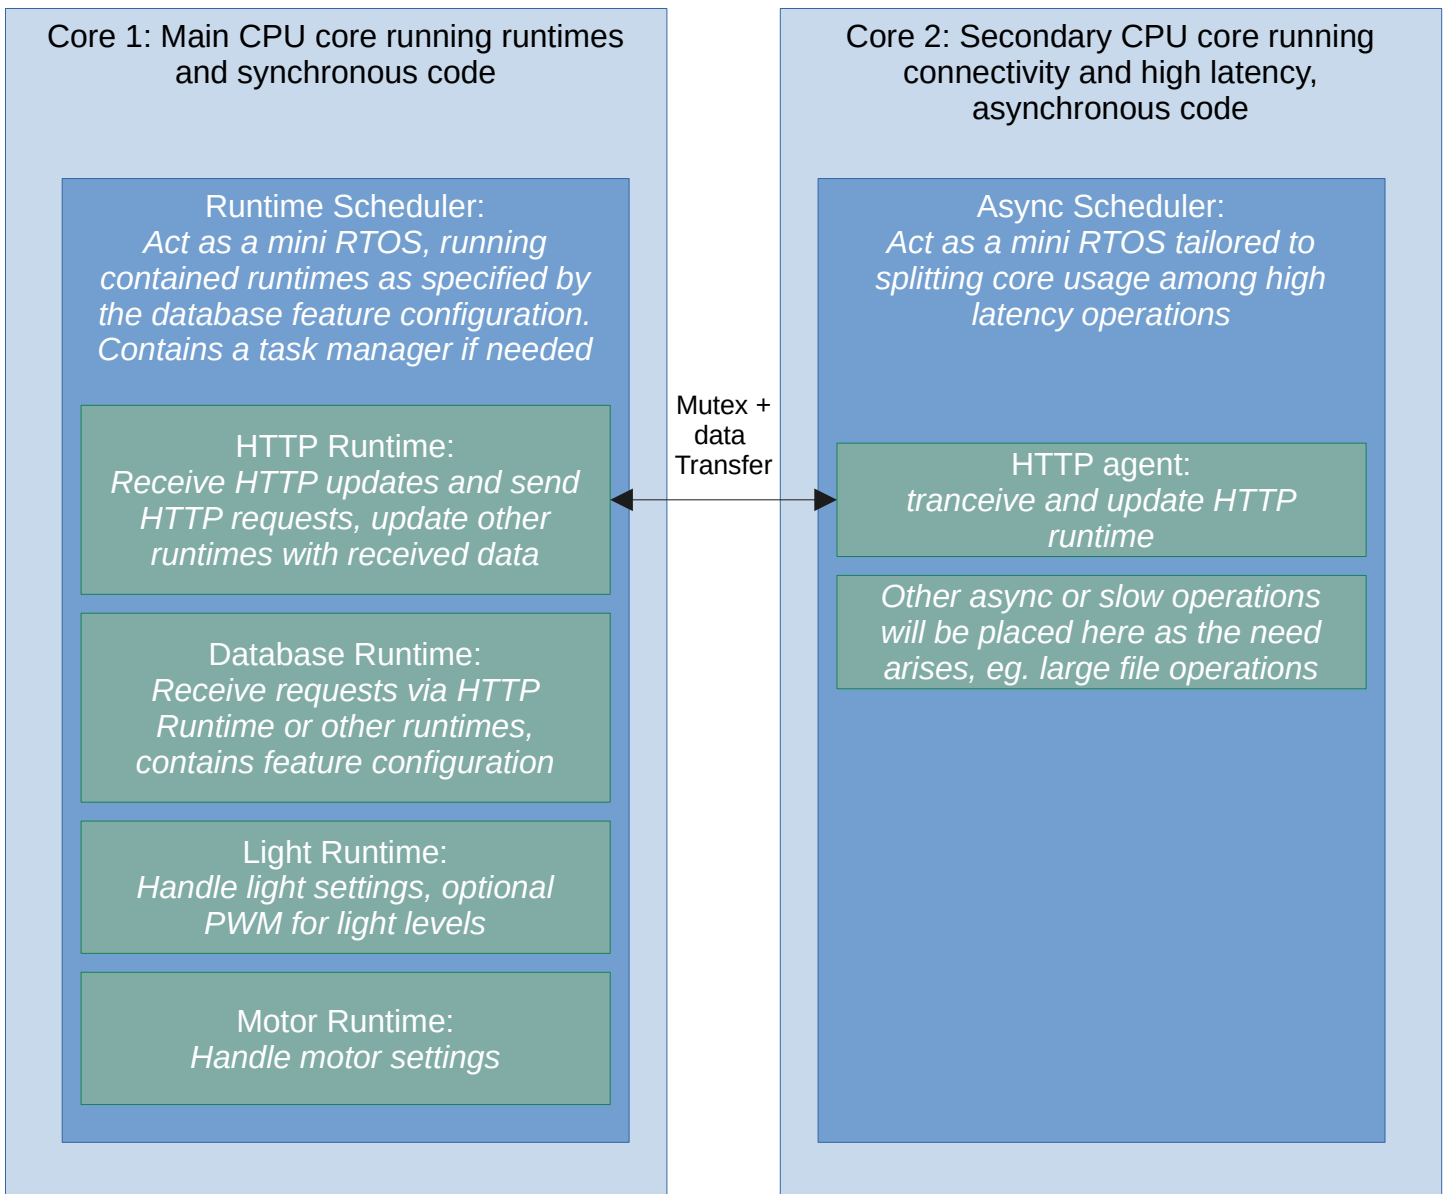 Core 1: Main CPU core running runtimes
and synchronous code
Runtime Scheduler:
Act as a mini RTOS, running
contained runtimes as specified by
the database feature configuration.
Contains a task manager if needed
HTTP Runtime:
Receive HTTP updates and send
HTTP requests, update other
runtimes with received data
Database Runtime:
Receive requests via HTTP
Runtime or other runtimes,
contains feature configuration
Light Runtime:
Handle light settings, optional
PWM for light levels
Motor Runtime:
Handle motor settings
Mutex +
data
Transfer
Core 2: Secondary CPU core running
connectivity and high latency,
asynchronous code
Async Scheduler:
Act as a mini RTOS tailored to
splitting core usage among high
latency operations
HTTP agent:
tranceive and update HTTP
runtime
Other async or slow operations
will be placed here as the need
arises, eg. large file operations